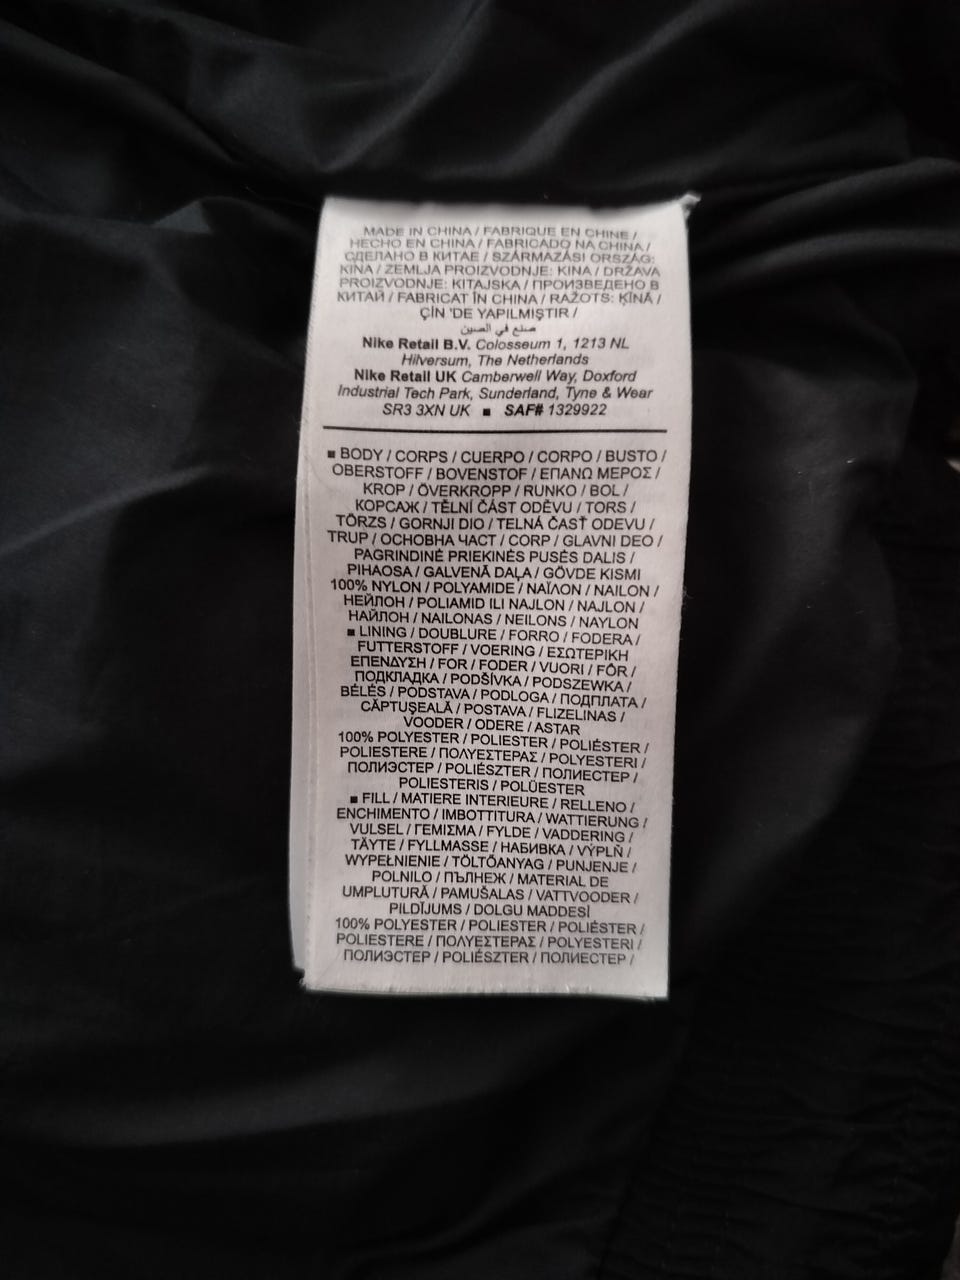 MADE IN CHINA / FABRIQUE EN CHINE /
HECHO EN CHINA / FABRICADO NA CHINA /
СДЕЛАНО В КИТАЕ / SZÁRMAZÁSI ORSZÁG:
KÍNA / ZEMLJA PROIZVODNJE: KINA / DRŽAVA
PROIZVODNJE: KITAJSKA / ПРОИЗВЕДЕНО В
КИТАЙ / FABRICAT ÎN CHINA / RAŽOTS: ĶĪNĀ /
ÇİN 'DE YAPILMIŞTIR /
صنع في الصين
Nike Retail B.V. Colosseum 1, 1213 NL
Hilversum, The Netherlands
Nike Retail UK Camberwell Way, Doxford
Industrial Tech Park, Sunderland, Tyne & Wear
SR3 3XN UK ■ SAF# 1329922
■ BODY / CORPS / CUERPO / CORPO / BUSTO /
OBERSTOFF / BOVENSTOF / ΕΠΑΝΩ ΜΕΡΟΣ /
KROP / ÖVERKROPP / RUNKO / BOL /
КОРСАЖ / TĚLNÍ ČÁST ODĚVU / TORS /
TÖRZS / GORNJI DIO / TELNÁ ČASŤ ODEVU /
TRUP / ОСНОВНА ЧАСТ / CORP / GLAVNI DEO /
PAGRINDINĖ PRIEKINĖS PUSĖS DALIS /
PIHAOSA / GALVENĀ DAĻA / GÖVDE KISMI
100% NYLON / POLYAMIDE / ΝΑΪΛΟΝ / NAILON /
НЕЙЛОН / POLIAMID ILI NAJLON / NAJLON /
НАЙЛОН / NAILONAS / NEILONS / NAYLON
■ LINING / DOUBLURE / FORRO / FODERA /
FUTTERSTOFF / VOERING / ΕΣΩΤΕΡΙΚΗ
ΕΠΕΝΔΥΣΗ / FOR / FODER / VUORI / FÔR /
ПОДКЛАДКА / PODŠÍVKA / PODSZEWKA /
BÉLÉS / PODSTAVA / PODLOGA / ПОДПЛАТА /
CĂPTUŞEALĂ / POSTAVA / FLIZELINAS /
VOODER / ODERE / ASTAR
100% POLYESTER / POLIESTER / POLIÉSTER /
POLIESTERE / ΠΟΛΥΕΣΤΕΡΑΣ / POLYESTERI /
ПОЛИЭСТЕР / POLIÉSZTER / ПОЛИЕСТЕР /
POLIESTERIS / POLÜESTER
■ FILL / MATIERE INTERIEURE / RELLENO /
ENCHIMENTO / IMBOTTITURA / WATTIERUNG /
VULSEL / ΓΕΜΙΣΜΑ / FYLDE / VADDERING /
TÄYTE / FYLLMASSE / НАБИВКА / VÝPLŇ /
WYPEŁNIENIE / TÖLTŐANYAG / PUNJENJE /
POLNILO / ПЪЛНЕЖ / MATERIAL DE
UMPLUTURĂ / PAMUŠALAS / VATTVOODER /
PILDĪJUMS / DOLGU MADDESİ
100% POLYESTER / POLIESTER / POLIÉSTER /
POLIESTERE / ΠΟΛΥΕΣΤΕΡΑΣ / POLYESTERI /
ПОЛИЭСТЕР / POLIÉSZTER / ПОЛИЕСТЕР /